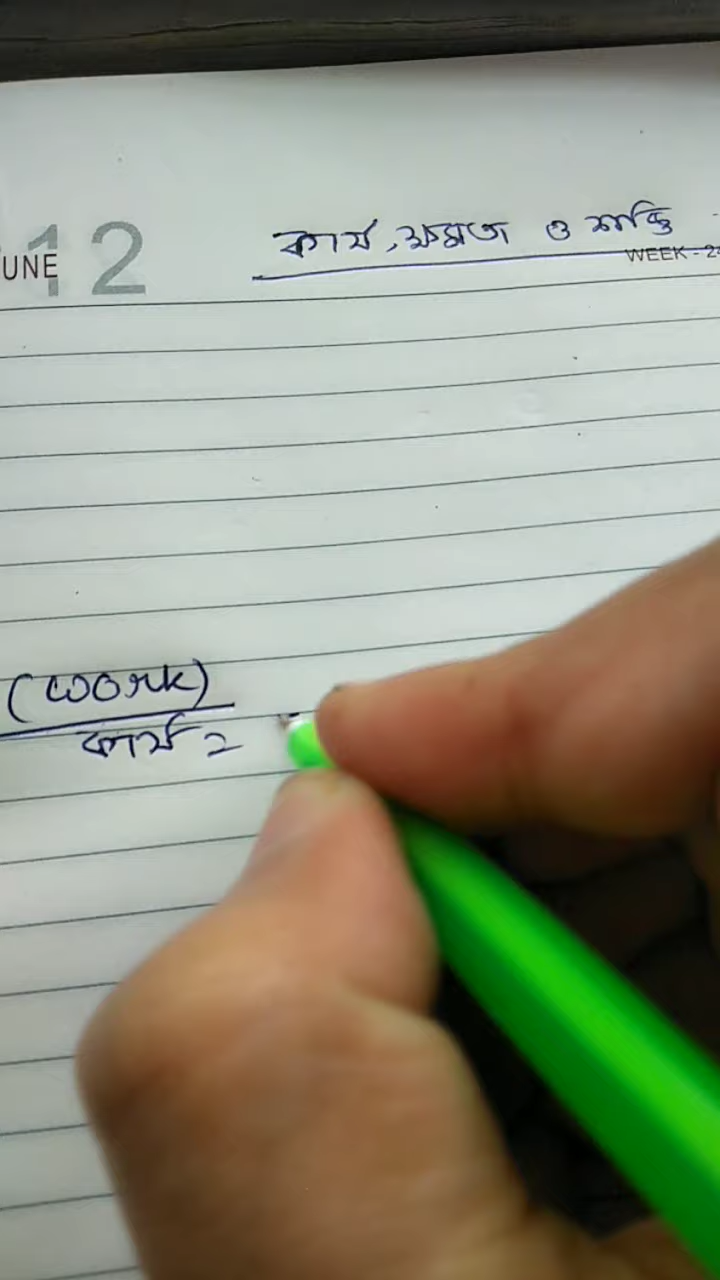 কার্য, ক্ষমতা ও শক্তি
12
UNE
WEEK - 2
(Work)
কার্য =